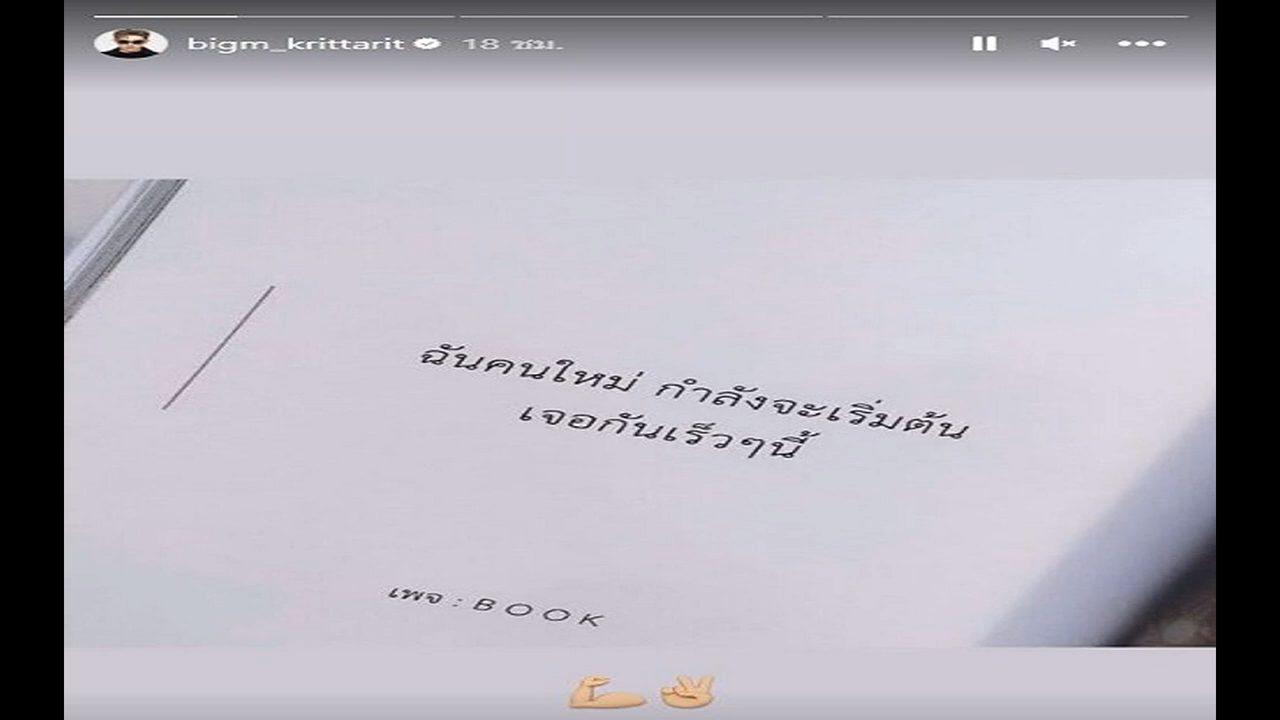 bigm_krittarit 18 ชม.
ฉันคนใหม่ กำลังจะเริ่มต้น
เจอกันเร็วๆนี้
เพจ : BOOK